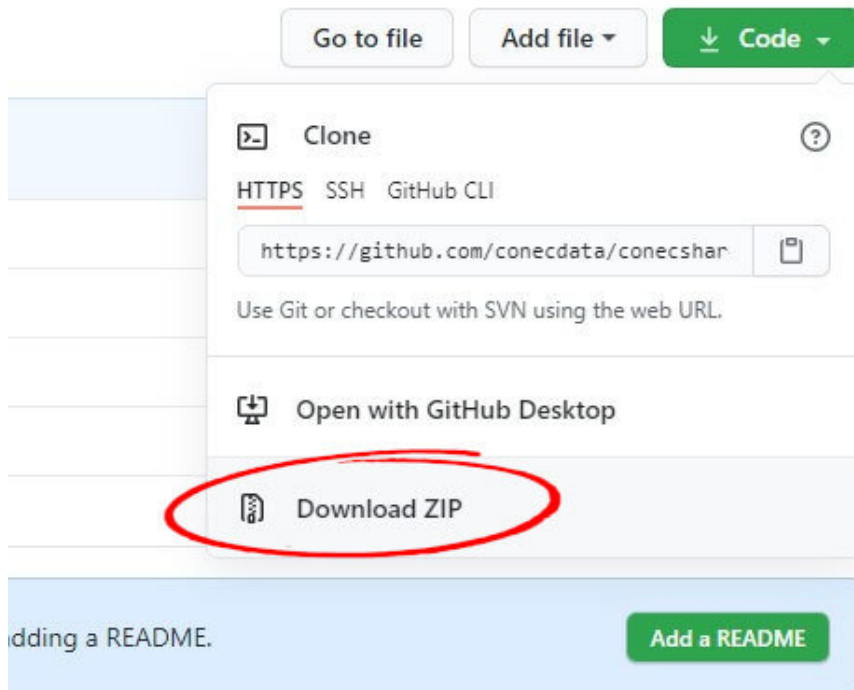 Go to file Add file Code
Clone
HTTPS SSH GitHub CLI
https://github.com/conecdata/conecshar
Use Git or checkout with SVN using the web URL.
Open with GitHub Desktop
Download ZIP
adding a README. Add a README